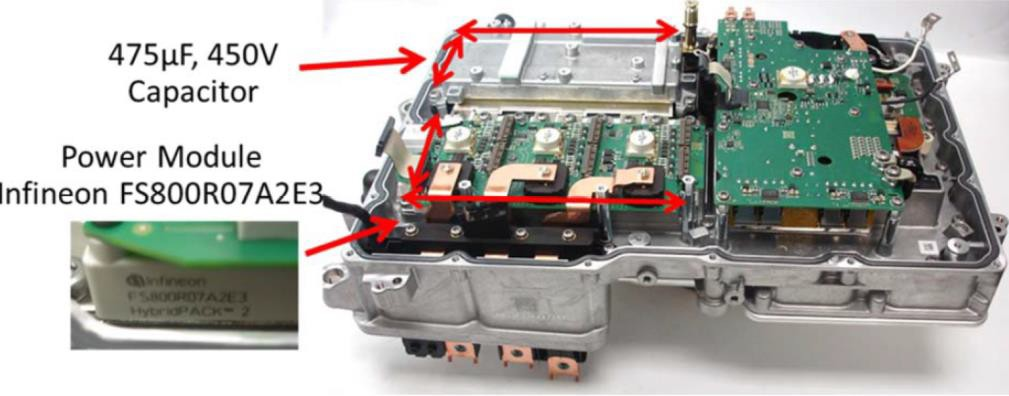 475µF, 450V
Capacitor
Power Module
Infineon FS800R07A2E3
infineon
FS800R07A2E3
HybridPACK™ 2